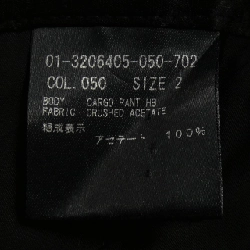 01-3206405-050-702
COL. 050 SIZE 2
BODY CARGO PANT HB
FABRIC CRUSHED ACETATE
組成表示
アセテート 100%